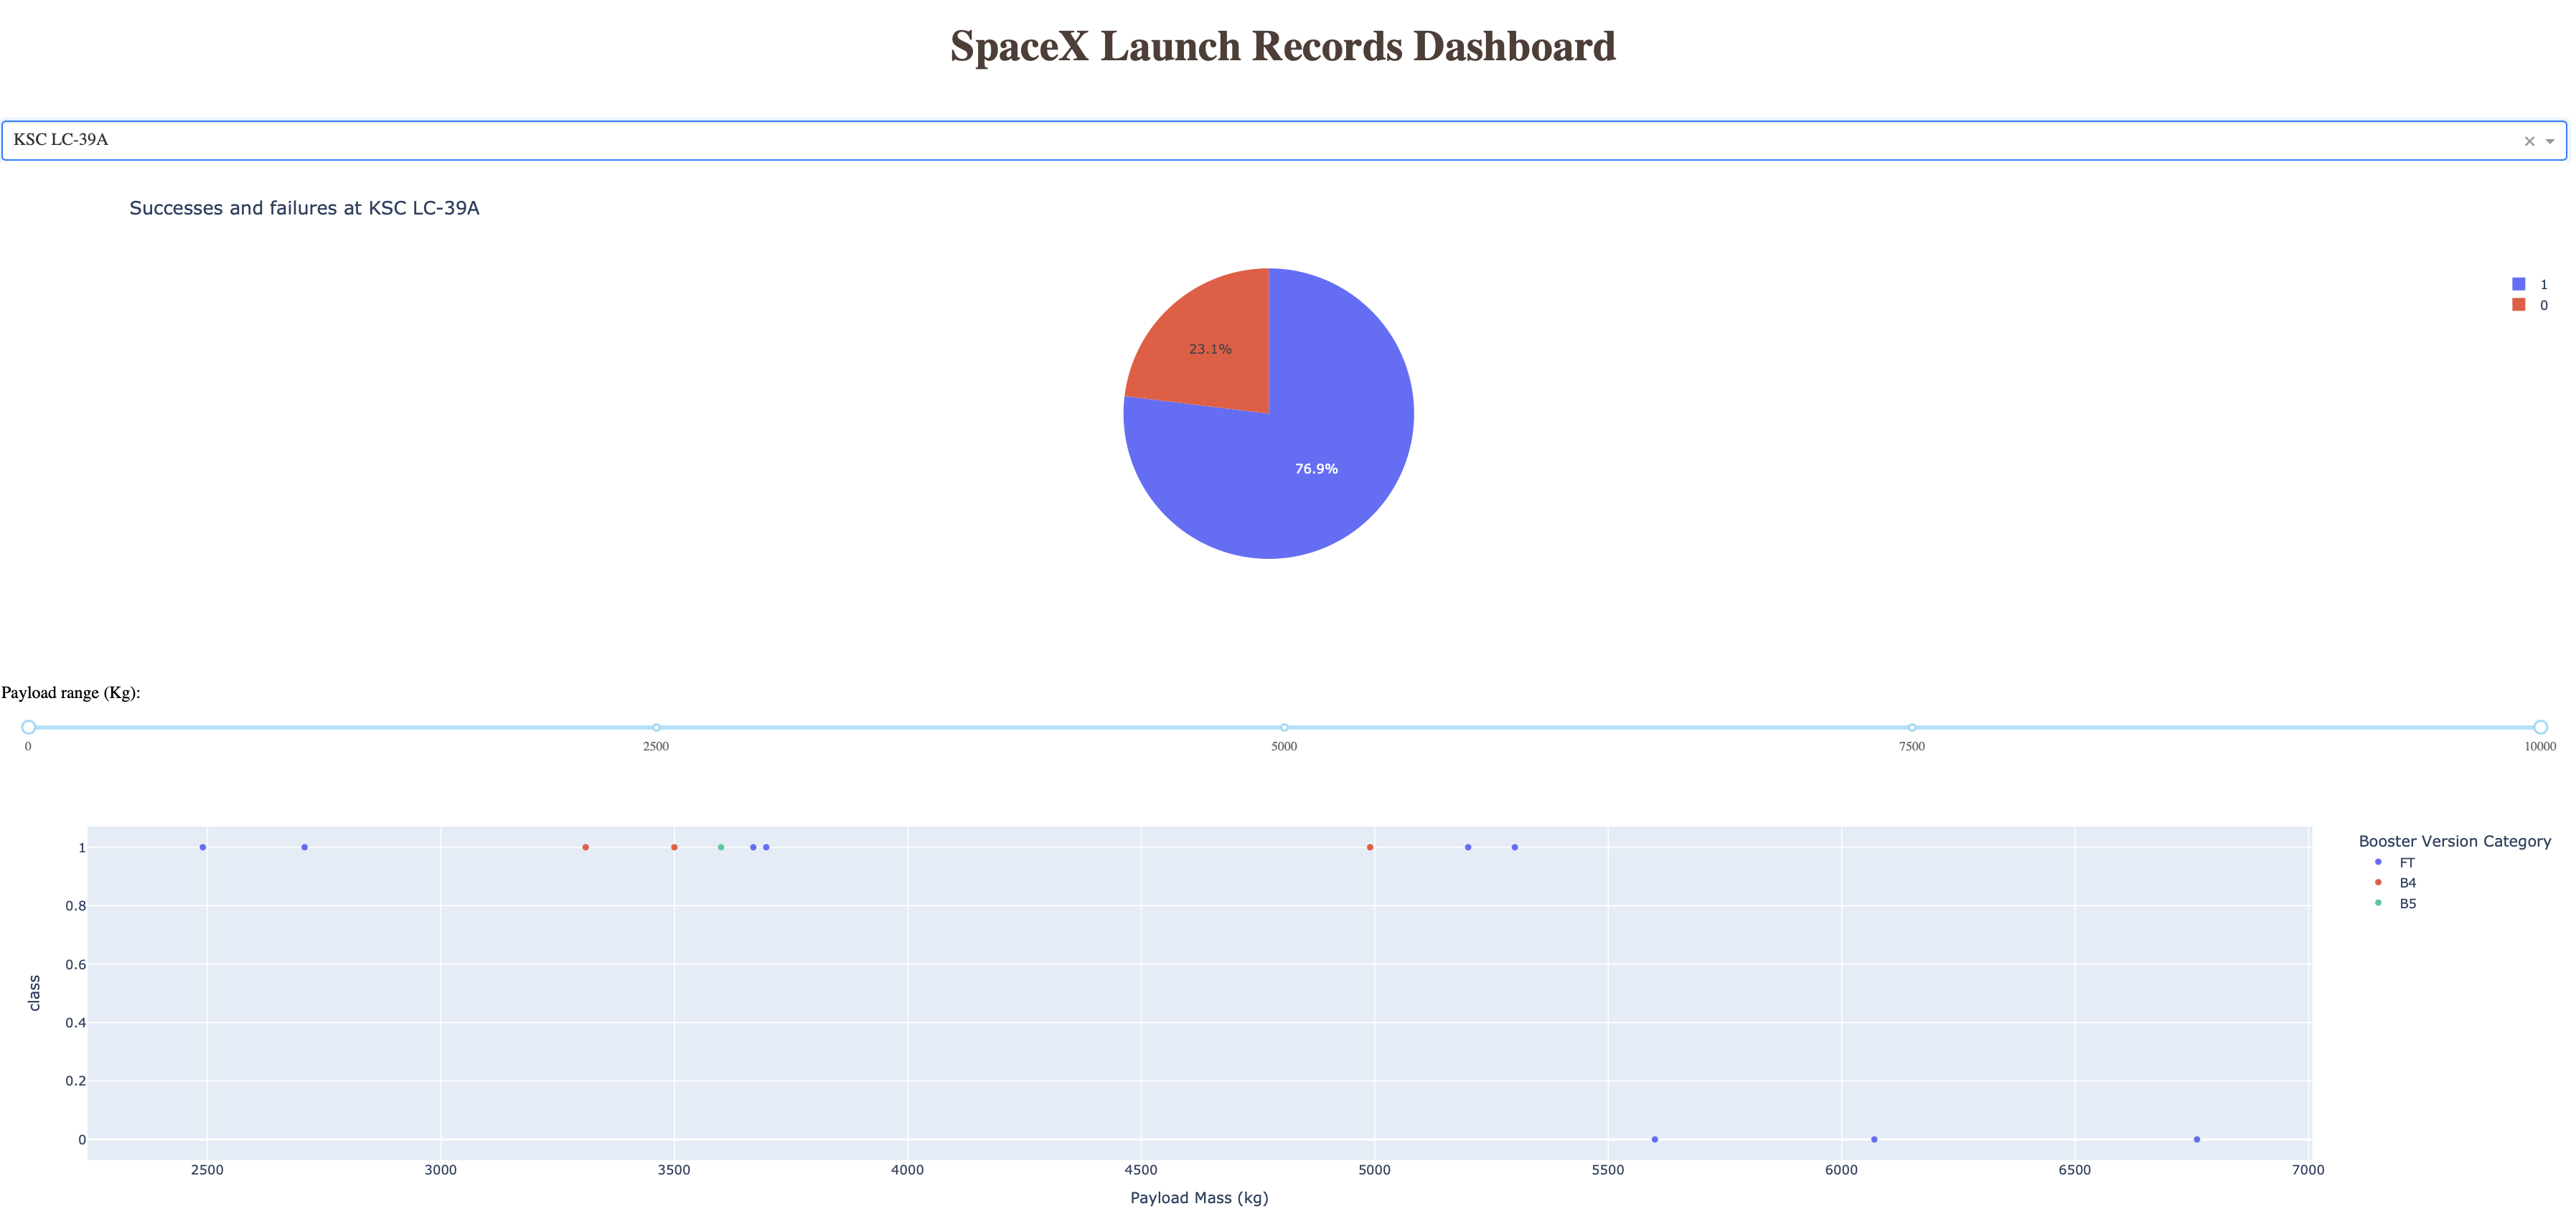 SpaceX Launch Records Dashboard
KSC LC-39A
Successes and failures at KSC LC-39A
1
0
23.1%
76.9%
Payload range (Kg):
0 2500 5000 7500 10000
Booster Version Category
FT
B4
B5
class
1
0.8
0.6
0.4
0.2
0
2500 3000 3500 4000 4500 5000 5500 6000 6500 7000
Payload Mass (kg)